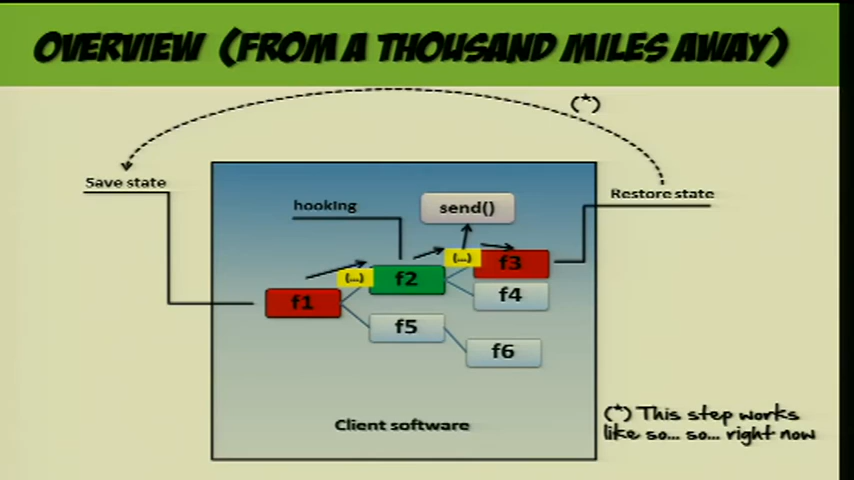 OVERVIEW (FROM A THOUSAND MILES AWAY)
(*)
Save state
Restore state
hooking
send()
(...)
(...)
f3
f2
f1
f4
f5
f6
Client software
(*) This step works
like so... so... right now